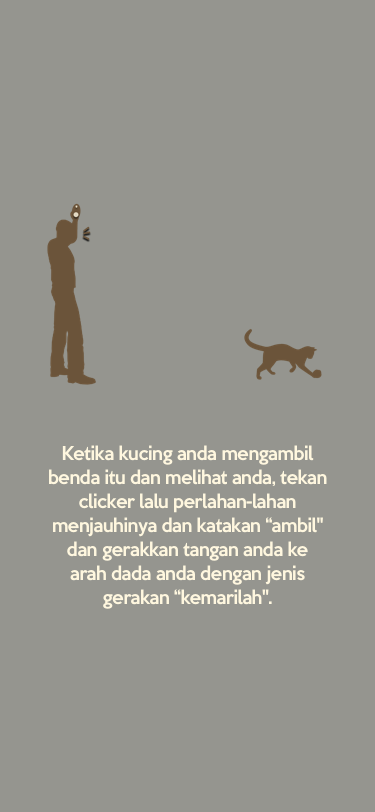 Ketika kucing anda mengambil
benda itu dan melihat anda, tekan
clicker lalu perlahan-lahan
menjauhinya dan katakan “ambil"
dan gerakkan tangan anda ke
arah dada anda dengan jenis
gerakan “kemarilah".